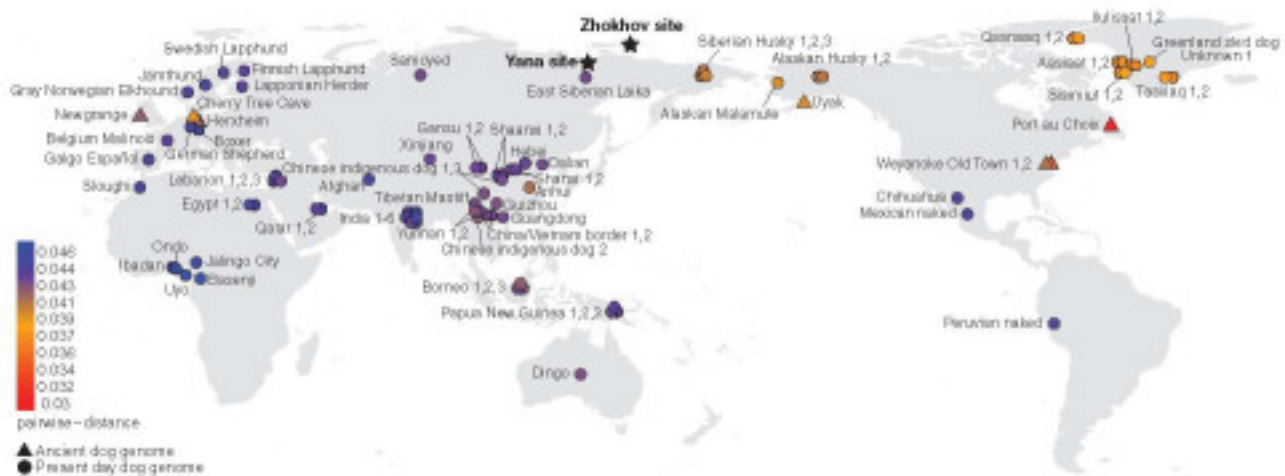 Zhokhov site
Yana site
Swedish Lapphund
Jämthund
Finnish Lapphund
Gray Norwegian Elkhound
Lapponian Herder
Samoyed
East Siberian Laika
Siberian Husky 1,2,3
Alaskan Husky 1,2
Alaskan Malamute
Uyak
Qaanaaq 1,2
Ilulissat 1,2
Greenland sled dog
Unknown 1
Aasiaat 1,2
Sisimiut 1,2
Tasiilaq 1,2
Port au Choix
Weyanoke Old Town 1,2
Newgrange
Cherry Tree Cave
Herxheim
Belgium Malinois
Boxer
German Shepherd
Galgo Español
Sloughi
Lebanon 1,2,3
Egypt 1,2
Qatar 1,2
Afghan
Xinjiang
Gansu 1,2
Shaanxi 1,2
Hebei
Dalian
Chinese indigenous dog 1,3
Shanxi 1,2
Anhui
Tibetan Mastiff
Guizhou
India 1-6
Guangdong
Yunnan 1,2
China/Vietnam border 1,2
Chinese indigenous dog 2
Chihuahua
Mexican naked
Ondo
Ibadan
Jalingo City
Uyo
Basenji
Borneo 1,2,3
Papua New Guinea 1,2,3
Peruvian naked
Dingo
0.046
0.044
0.043
0.041
0.039
0.037
0.036
0.034
0.032
0.03
pairwise-distance
Ancient dog genome
Present day dog genome